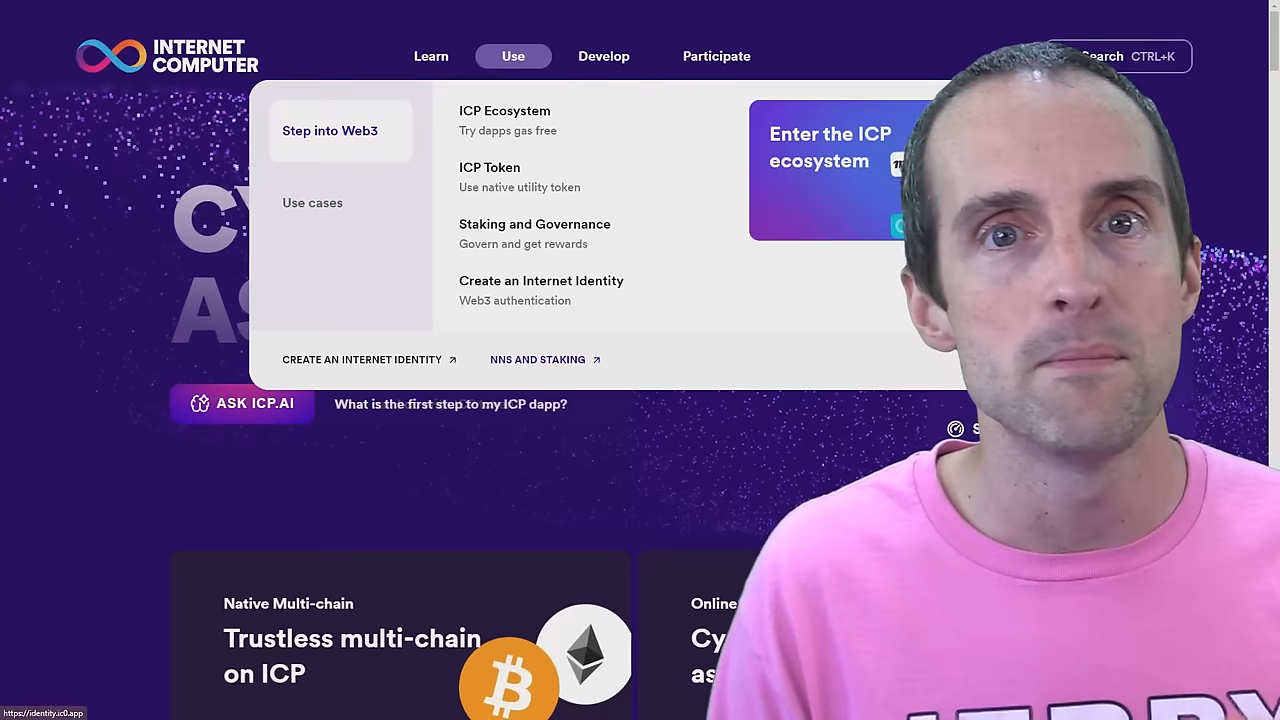 INTERNET
COMPUTER
Learn
Use
Develop
Participate
Search CTRL+K
Step into Web3
Use cases
ICP Ecosystem
Try dapps gas free
ICP Token
Use native utility token
Staking and Governance
Govern and get rewards
Create an Internet Identity
Web3 authentication
Enter the ICP
ecosystem
CREATE AN INTERNET IDENTITY
NNS AND STAKING
ASK ICP.AI
What is the first step to my ICP dapp?
Native Multi-chain
Trustless multi-chain
on ICP
Online
https://identity.ic0.app